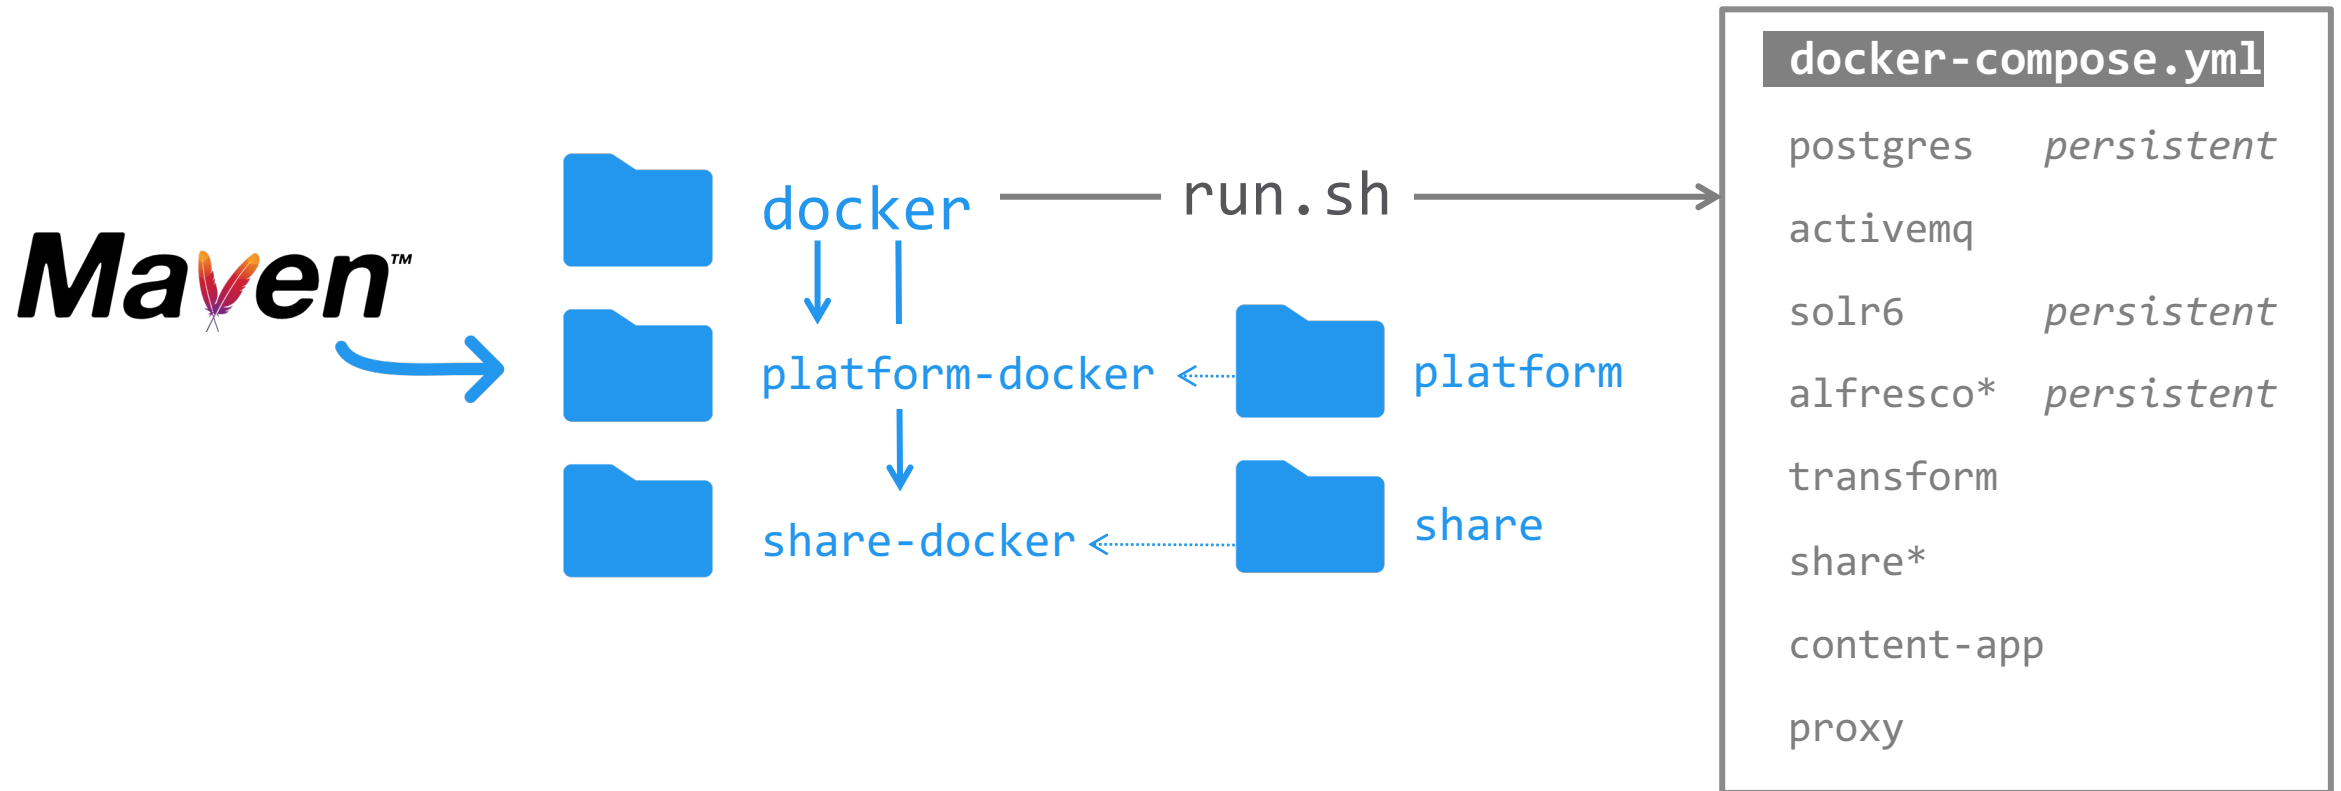 Maven™
docker
run.sh
platform-docker
platform
share-docker
share
docker-compose.yml
postgres persistent
activemq
solr6 persistent
alfresco* persistent
transform
share*
content-app
proxy